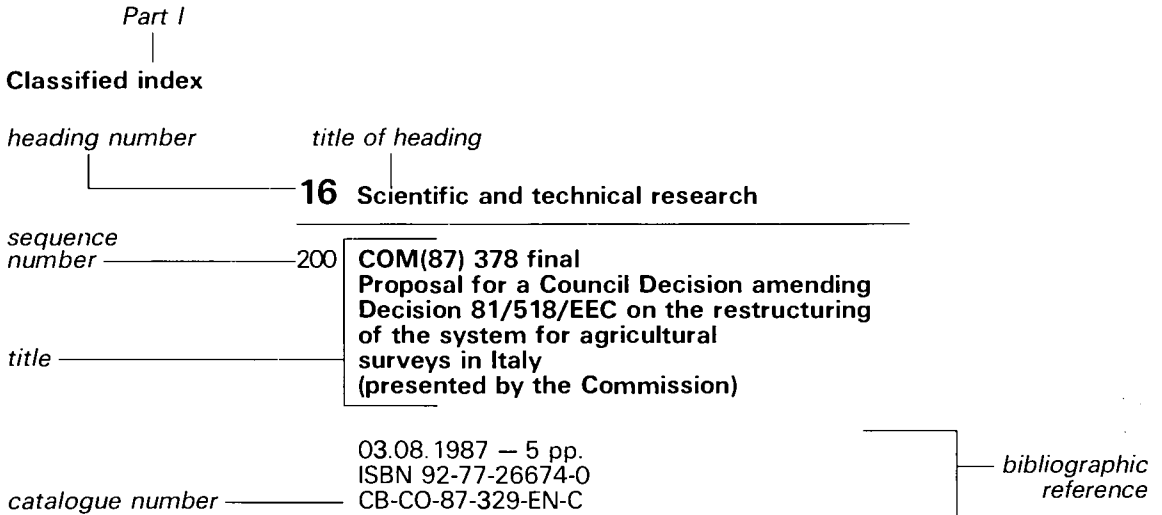 Part I
Classified index
heading number title of heading
16 Scientific and technical research
sequence
number 200 COM(87) 378 final
Proposal for a Council Decision amending
Decision 81/518/EEC on the restructuring
of the system for agricultural
title surveys in Italy
(presented by the Commission)
03.08.1987 — 5 pp.
ISBN 92-77-26674-0 bibliographic
catalogue number CB-CO-87-329-EN-C reference